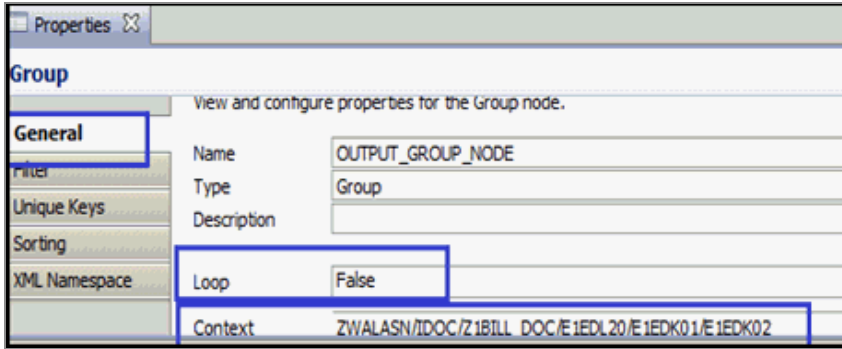 Properties
Group
View and configure properties for the Group node.
General
Filter
Unique Keys
Sorting
XML Namespace
Name OUTPUT_GROUP_NODE
Type Group
Description
Loop False
Context ZWALASN/IDOC/Z1BILL_DOC/E1EDL20/E1EDK01/E1EDK02